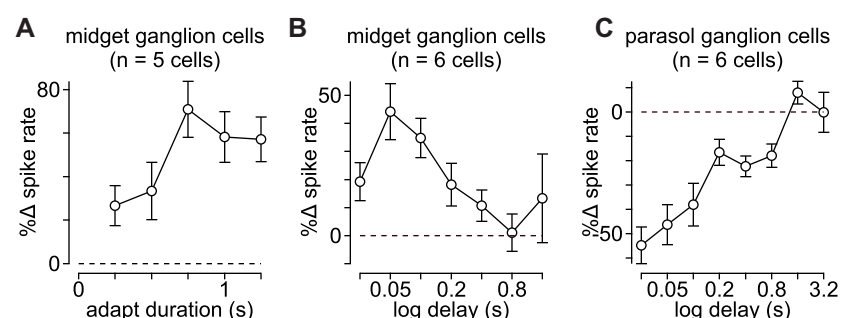 A
midget ganglion cells
(n = 5 cells)
%Δ spike rate
80
0
0
1
adapt duration (s)
B
midget ganglion cells
(n = 6 cells)
%Δ spike rate
50
0
0.05
0.2
0.8
log delay (s)
C
parasol ganglion cells
(n = 6 cells)
%Δ spike rate
0
-50
0.05
0.2
0.8
3.2
log delay (s)